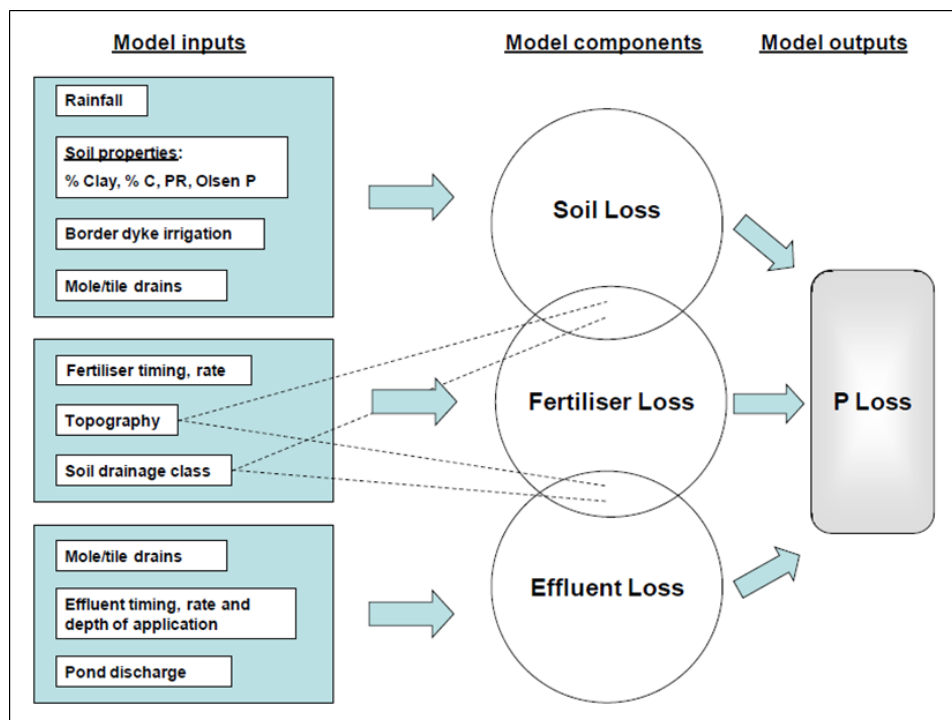 Model inputs
Model components
Model outputs
Rainfall
Soil properties:
% Clay, % C, PR, Olsen P
Border dyke irrigation
Mole/tile drains
Fertiliser timing, rate
Topography
Soil drainage class
Mole/tile drains
Effluent timing, rate and
depth of application
Pond discharge
Soil Loss
Fertiliser Loss
Effluent Loss
P Loss